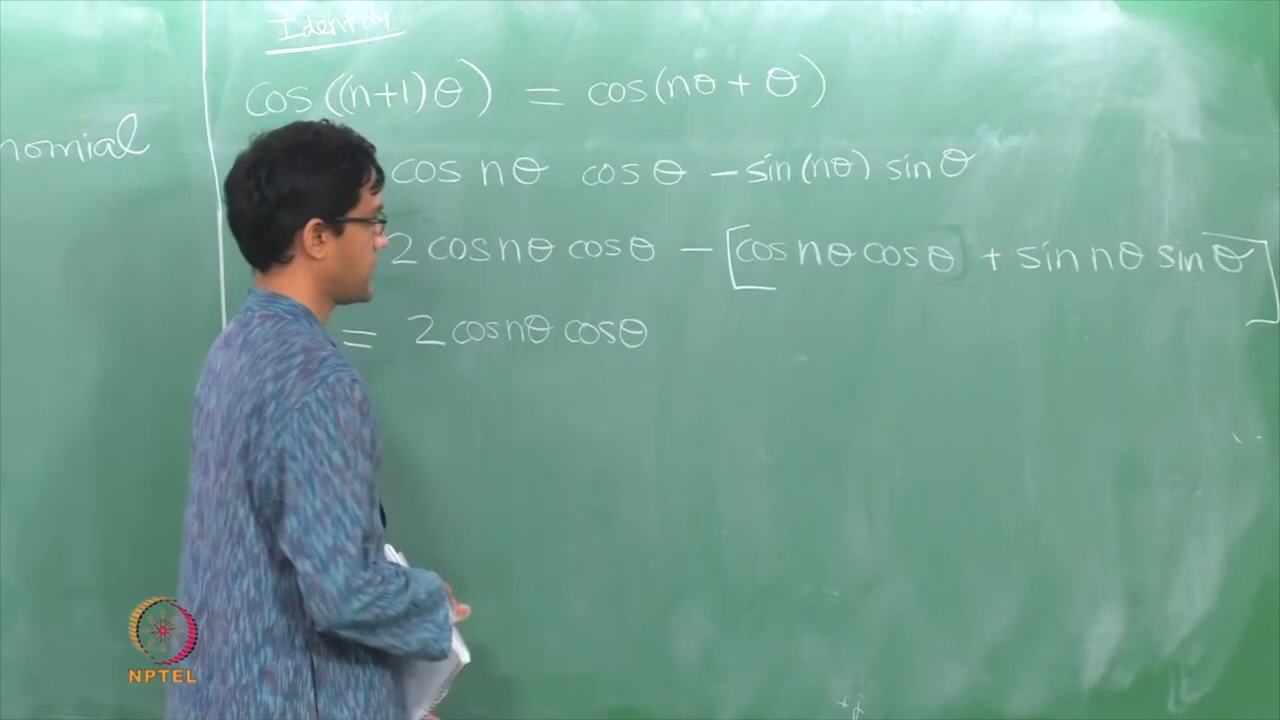 Identity
cos((n+1)θ) = cos(nθ + θ)
nomial
cos nθ cos θ - sin(nθ) sin θ
2 cos nθ cos θ - [cos nθ cos θ + sin nθ sin θ]
= 2 cos nθ cos θ
NPTEL